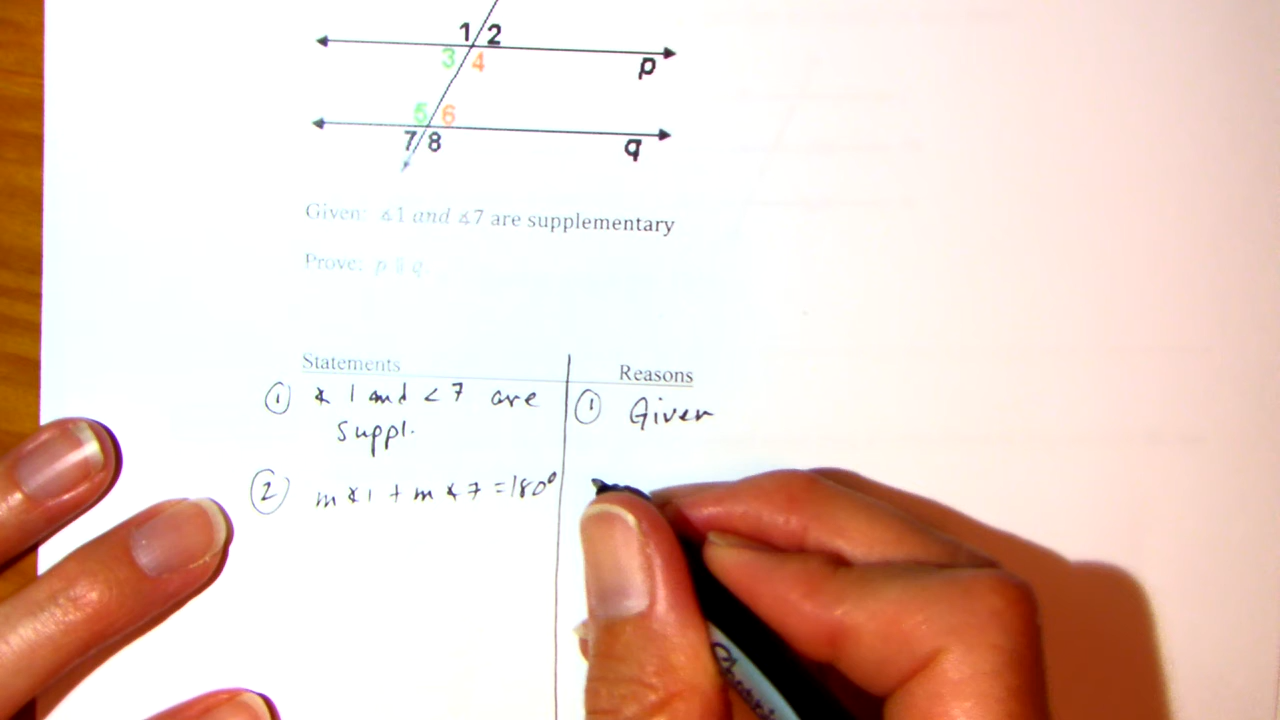 1 2
3 4
p
5 6
7 8
q
Given: ∡1 and ∡7 are supplementary
Prove: p ∥ q
Statements
Reasons
① ∡ 1 and < 7 are
suppl.
① Given
② m∡1 + m∡7 = 180°